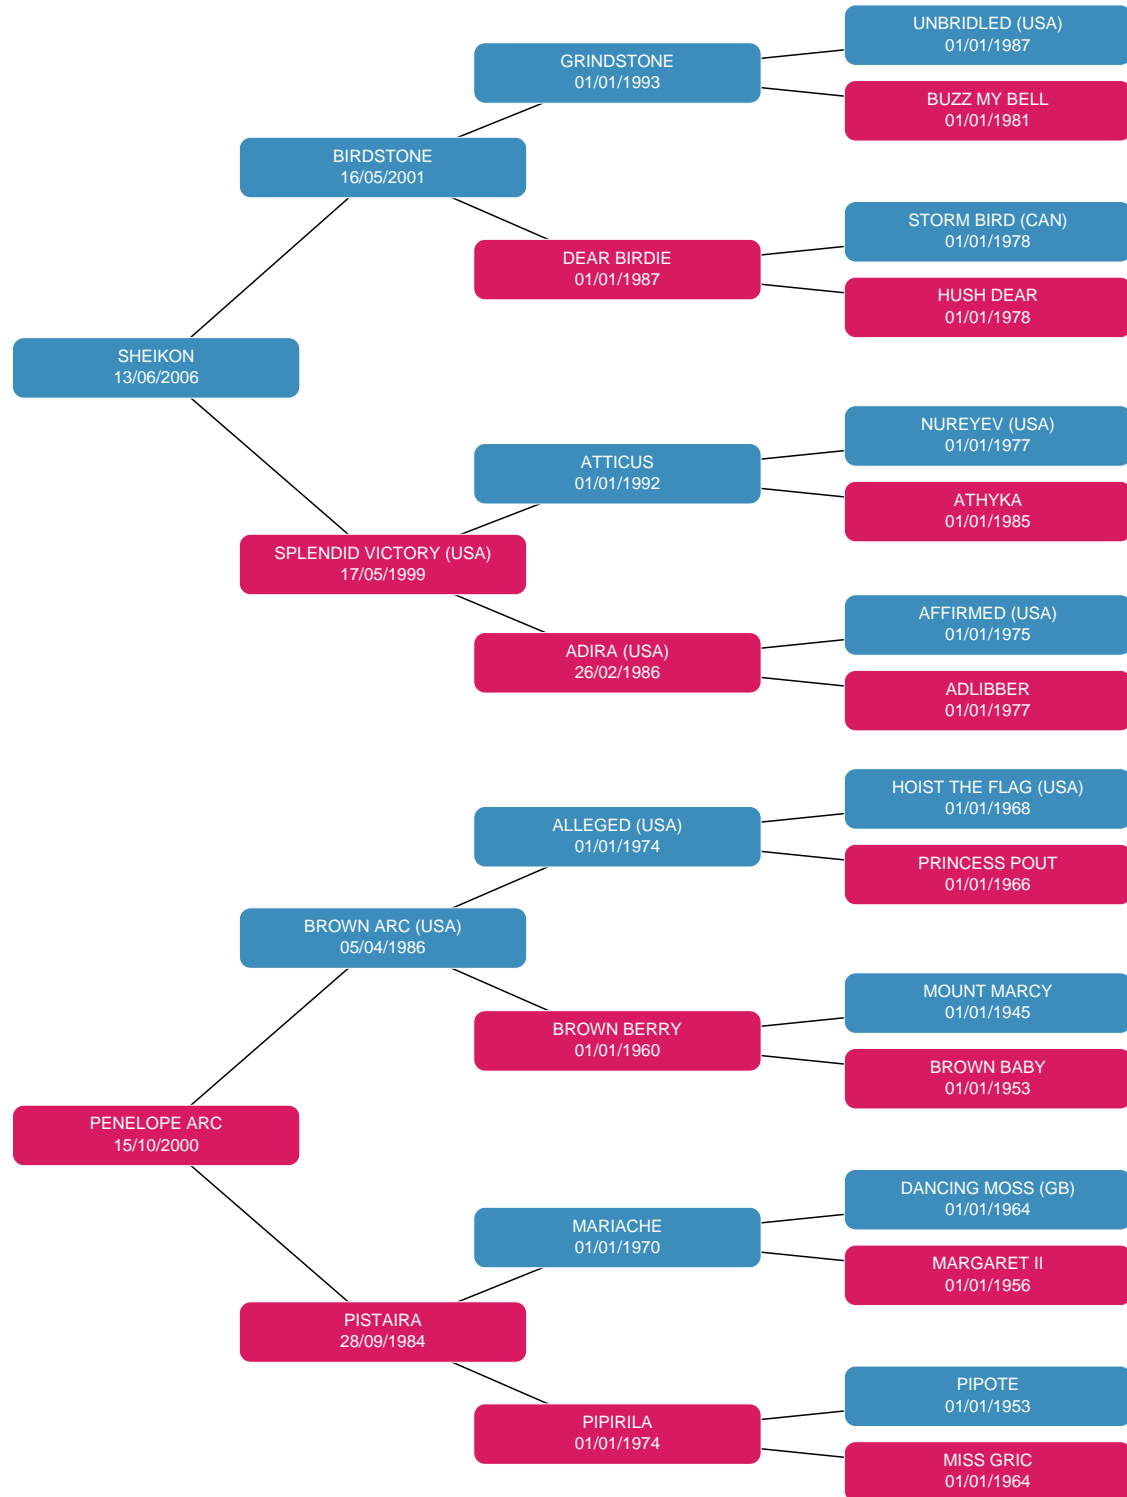 UNBRIDLED (USA)
01/01/1987
GRINDSTONE
01/01/1993
BUZZ MY BELL
01/01/1981
BIRDSTONE
16/05/2001
STORM BIRD (CAN)
01/01/1978
DEAR BIRDIE
01/01/1987
HUSH DEAR
01/01/1978
SHEIKON
13/06/2006
NUREYEV (USA)
01/01/1977
ATTICUS
01/01/1992
ATHYKA
01/01/1985
SPLENDID VICTORY (USA)
17/05/1999
AFFIRMED (USA)
01/01/1975
ADIRA (USA)
26/02/1986
ADLIBBER
01/01/1977
HOIST THE FLAG (USA)
01/01/1968
ALLEGED (USA)
01/01/1974
PRINCESS POUT
01/01/1966
BROWN ARC (USA)
05/04/1986
MOUNT MARCY
01/01/1945
BROWN BERRY
01/01/1960
BROWN BABY
01/01/1953
PENELOPE ARC
15/10/2000
DANCING MOSS (GB)
01/01/1964
MARIACHE
01/01/1970
MARGARET II
01/01/1956
PISTAIRA
28/09/1984
PIPOTE
01/01/1953
PIPIRILA
01/01/1974
MISS GRIC
01/01/1964